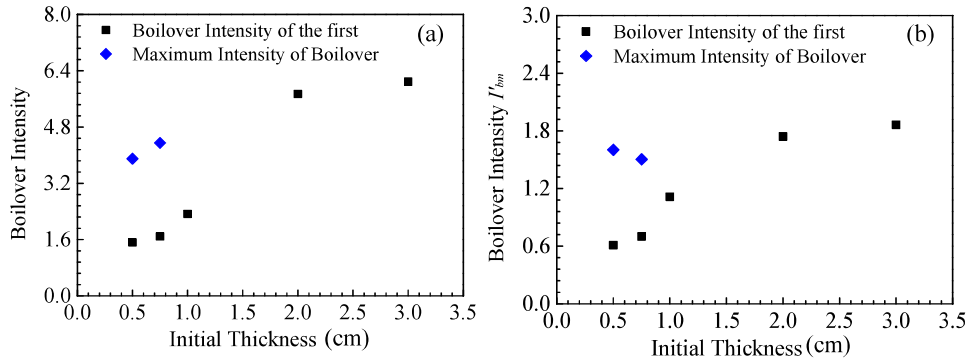 8.0
6.4
4.8
3.2
1.6
0.0
Boilover Intensity
Boilover Intensity of the first
Maximum Intensity of Boilover
(a)
0.0 0.5 1.0 1.5 2.0 2.5 3.0 3.5
Initial Thickness (cm)
3.0
2.4
1.8
1.2
0.6
0.0
Boilover Intensity I'bm
Boilover Intensity of the first
Maximum Intensity of Boilover
(b)
0.0 0.5 1.0 1.5 2.0 2.5 3.0 3.5
Initial Thickness (cm)